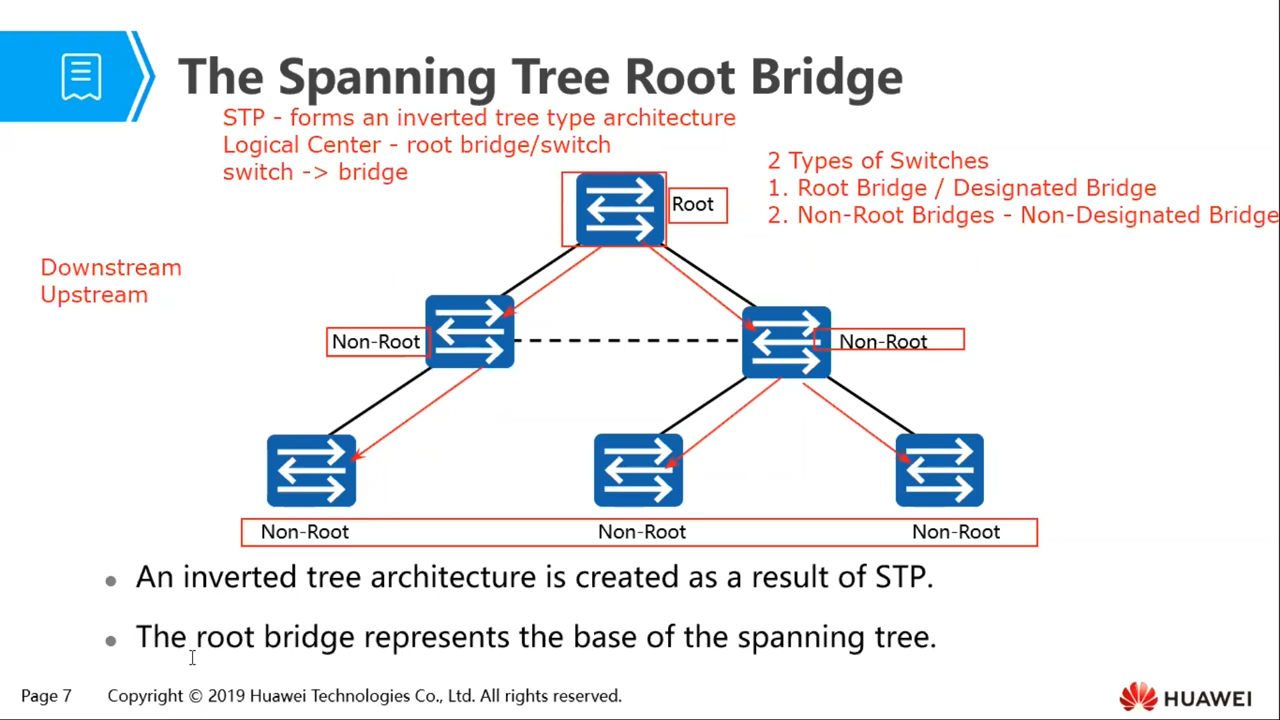 The Spanning Tree Root Bridge
STP - forms an inverted tree type architecture
Logical Center - root bridge/switch
switch -> bridge
2 Types of Switches
1. Root Bridge / Designated Bridge
2. Non-Root Bridges - Non-Designated Bridge
Root
Downstream
Upstream
Non-Root
Non-Root
Non-Root
Non-Root
Non-Root
An inverted tree architecture is created as a result of STP.
The root bridge represents the base of the spanning tree.
Page 7
Copyright © 2019 Huawei Technologies Co., Ltd. All rights reserved.
HUAWEI